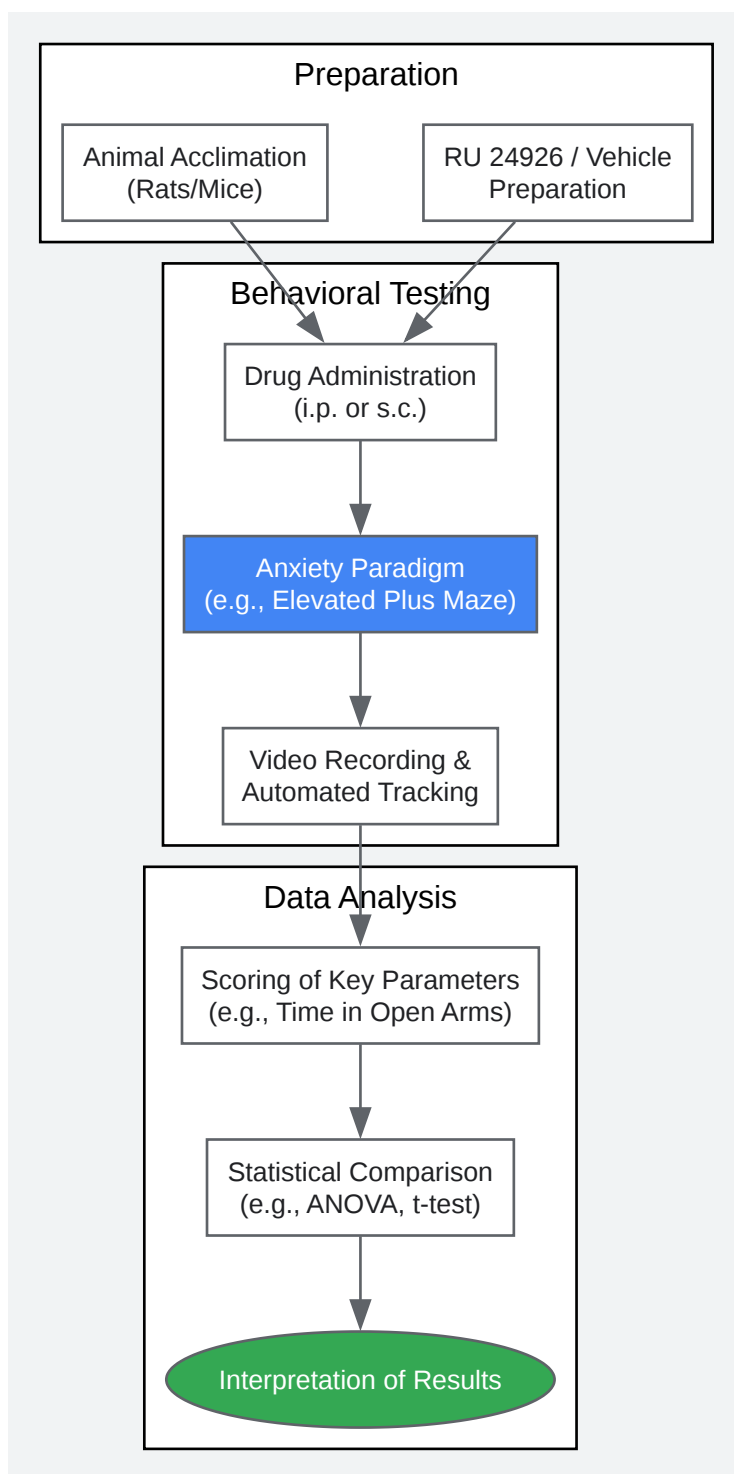 Preparation
Animal Acclimation
(Rats/Mice)
RU 24926 / Vehicle
Preparation
Behavioral Testing
Drug Administration
(i.p. or s.c.)
Anxiety Paradigm
(e.g., Elevated Plus Maze)
Video Recording &
Automated Tracking
Data Analysis
Scoring of Key Parameters
(e.g., Time in Open Arms)
Statistical Comparison
(e.g., ANOVA, t-test)
Interpretation of Results